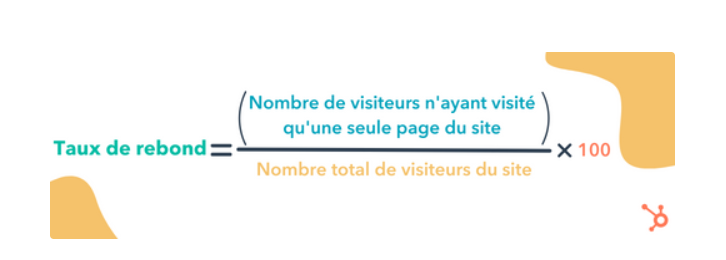 Nombre de visiteurs n'ayant visité
qu'une seule page du site
Taux de rebond = × 100
Nombre total de visiteurs du site